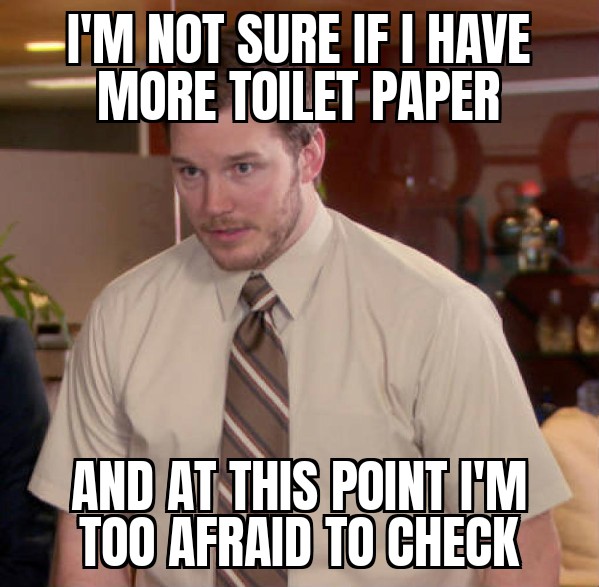 I'M NOT SURE IF I HAVE
MORE TOILET PAPER
AND AT THIS POINT I'M
TOO AFRAID TO CHECK